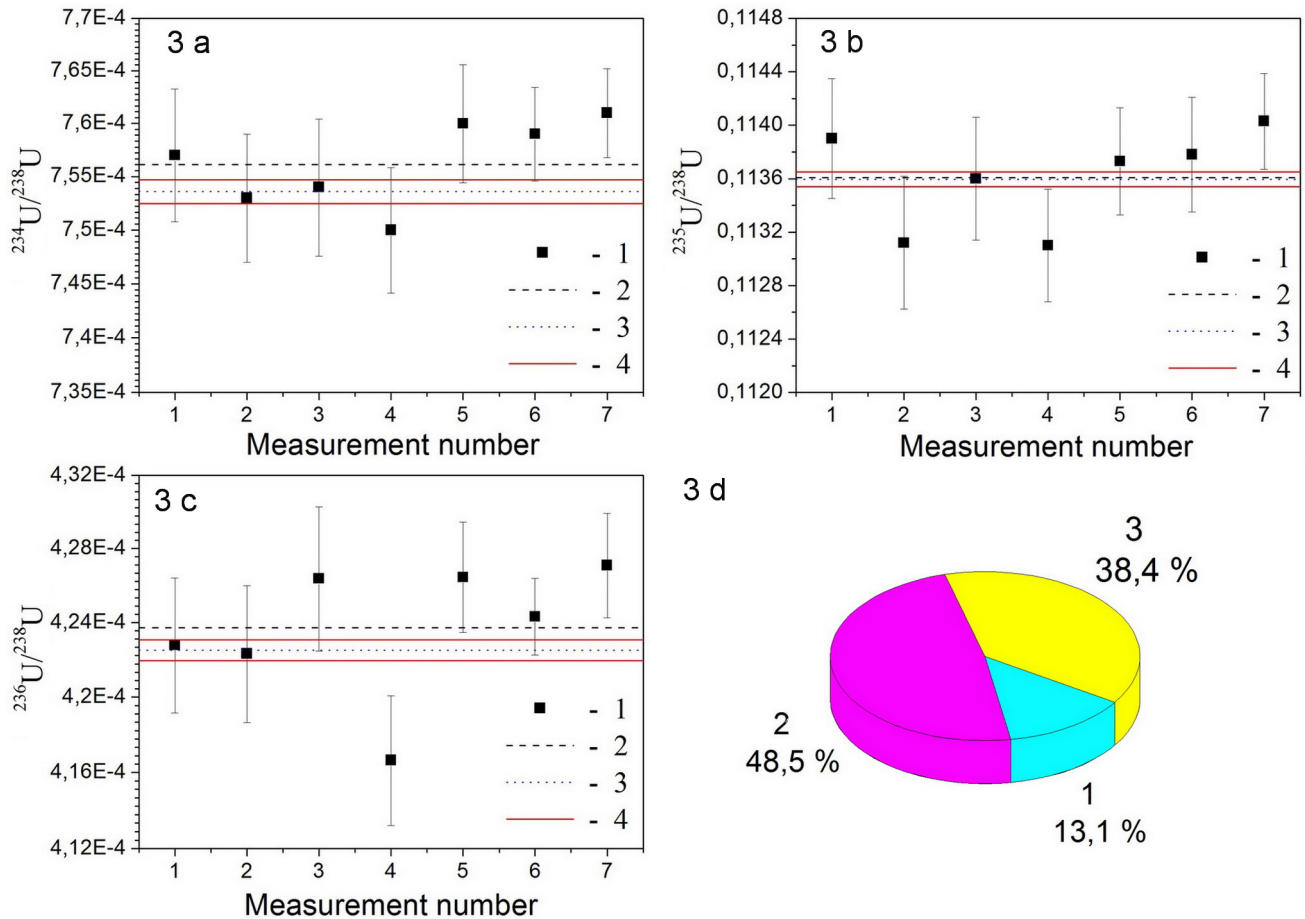 3 a
7,7E-4
7,65E-4
7,6E-4
7,55E-4
7,5E-4
7,45E-4
7,4E-4
7,35E-4
²³⁴U/²³⁸U
- 1
- 2
- 3
- 4
1 2 3 4 5 6 7
Measurement number
3 b
0,1148
0,1144
0,1140
0,1136
0,1132
0,1128
0,1124
0,1120
²³⁵U/²³⁸U
- 1
- 2
- 3
- 4
1 2 3 4 5 6 7
Measurement number
3 c
4,32E-4
4,28E-4
4,24E-4
4,2E-4
4,16E-4
4,12E-4
²³⁶U/²³⁸U
- 1
- 2
- 3
- 4
1 2 3 4 5 6 7
Measurement number
3 d
3
38,4 %
2
48,5 %
1
13,1 %